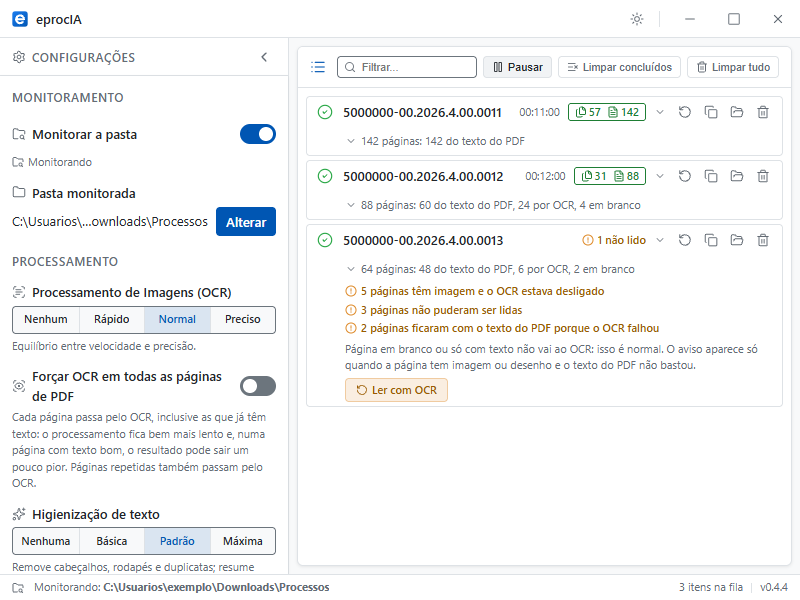 eprocIA
CONFIGURAÇÕES
MONITORAMENTO
Monitorar a pasta
Monitorando
Pasta monitorada
C:\Usuarios\...ownloads\Processos
Alterar
PROCESSAMENTO
Processamento de Imagens (OCR)
Nenhum Rápido Normal Preciso
Equilíbrio entre velocidade e precisão.
Forçar OCR em todas as páginas
de PDF
Cada página passa pelo OCR, inclusive as que já têm
texto: o processamento fica bem mais lento e, numa
página com texto bom, o resultado pode sair um
pouco pior. Páginas repetidas também passam pelo
OCR.
Higienização de texto
Nenhuma Básica Padrão Máxima
Remove cabeçalhos, rodapés e duplicatas; resume
Filtrar... Pausar Limpar concluídos Limpar tudo
5000000-00.2026.4.00.0011 00:11:00 57 142
142 páginas: 142 do texto do PDF
5000000-00.2026.4.00.0012 00:12:00 31 88
88 páginas: 60 do texto do PDF, 24 por OCR, 4 em branco
5000000-00.2026.4.00.0013 1 não lido
64 páginas: 48 do texto do PDF, 6 por OCR, 2 em branco
5 páginas têm imagem e o OCR estava desligado
3 páginas não puderam ser lidas
2 páginas ficaram com o texto do PDF porque o OCR falhou
Página em branco ou só com texto não vai ao OCR: isso é normal. O aviso aparece só
quando a página tem imagem ou desenho e o texto do PDF não bastou.
Ler com OCR
Monitorando: C:\Usuarios\exemplo\Downloads\Processos
3 itens na fila v0.4.4